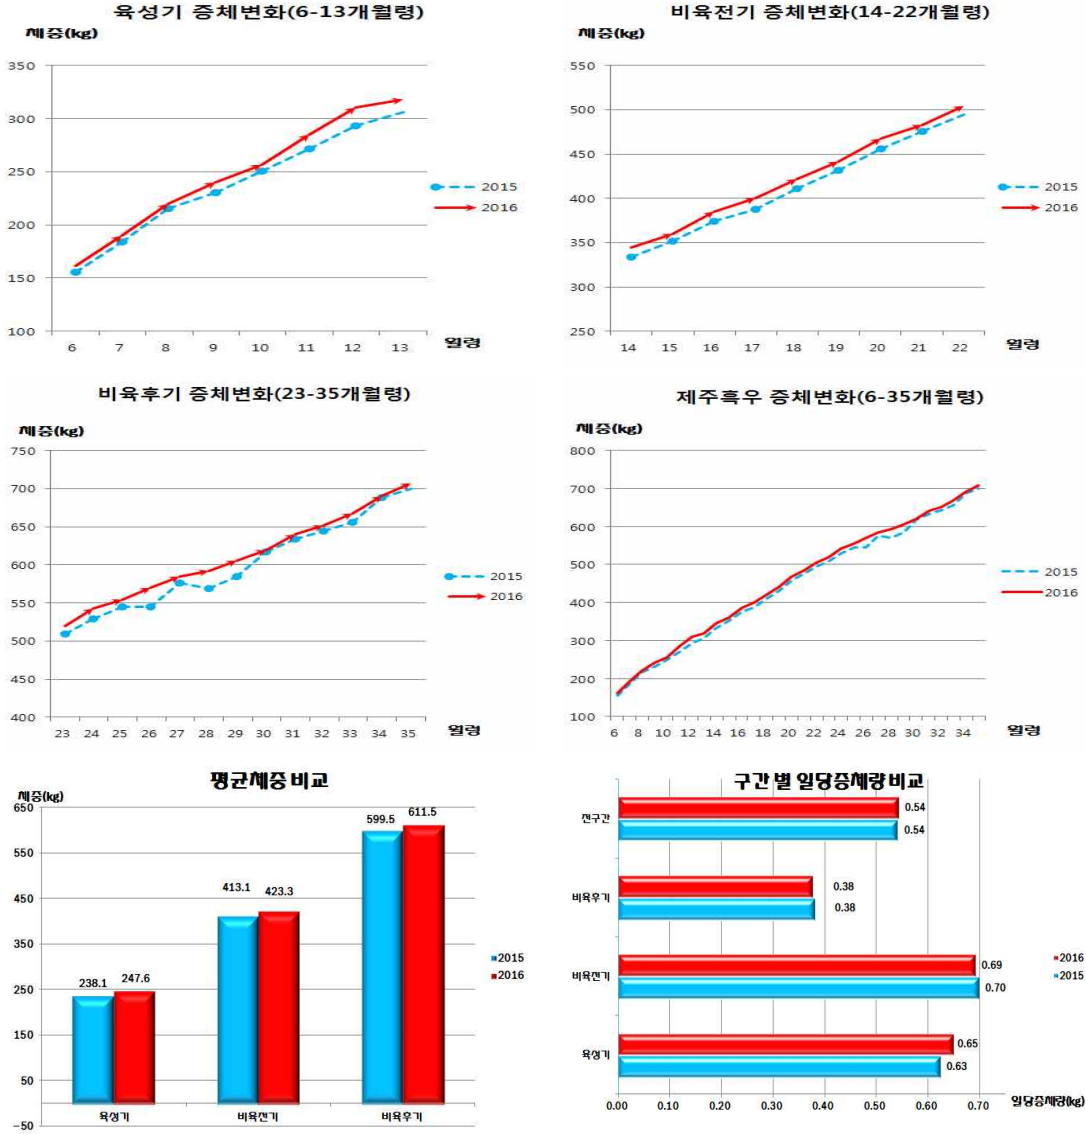 육성기 증체변화(6-13개월령)
체중(kg)
350
300
250
200
150
100
6 7 8 9 10 11 12 13
월령
2015
2016
비육전기 증체변화(14-22개월령)
체중(kg)
550
500
450
400
350
300
250
14 15 16 17 18 19 20 21 22
월령
2015
2016
비육후기 증체변화(23-35개월령)
체중(kg)
750
700
650
600
550
500
450
400
23 24 25 26 27 28 29 30 31 32 33 34 35
월령
2015
2016
제주흑우 증체변화(6-35개월령)
체중(kg)
800
700
600
500
400
300
200
100
6 8 10 12 14 16 18 20 22 24 26 28 30 32 34
월령
2015
2016
평균체중 비교
체중(kg)
650
550
450
350
250
150
50
-50
238.1 247.6
413.1 423.3
599.5 611.5
육성기 비육전기 비육후기
2015
2016
구간 별 일당증체량 비교
전구간
0.54
0.54
비육후기
0.38
0.38
비육전기
0.69
0.70
육성기
0.65
0.63
0.00 0.10 0.20 0.30 0.40 0.50 0.60 0.70
일당증체량(kg)
2016
2015